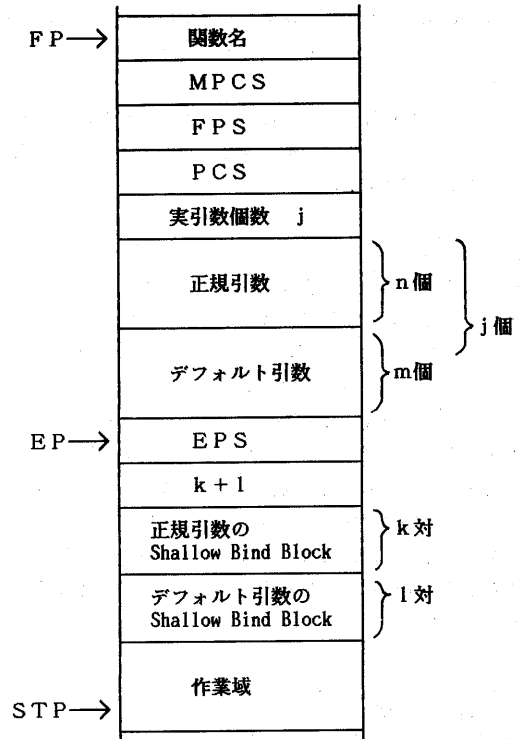 FP→ 関数名
MPCS
FPS
PCS
実引数個数 j
正規引数 n個
j個
デフォルト引数 m個
EP→ EPS
k+l
正規引数の
Shallow Bind Block k対
デフォルト引数の
Shallow Bind Block l対
作業域
STP→